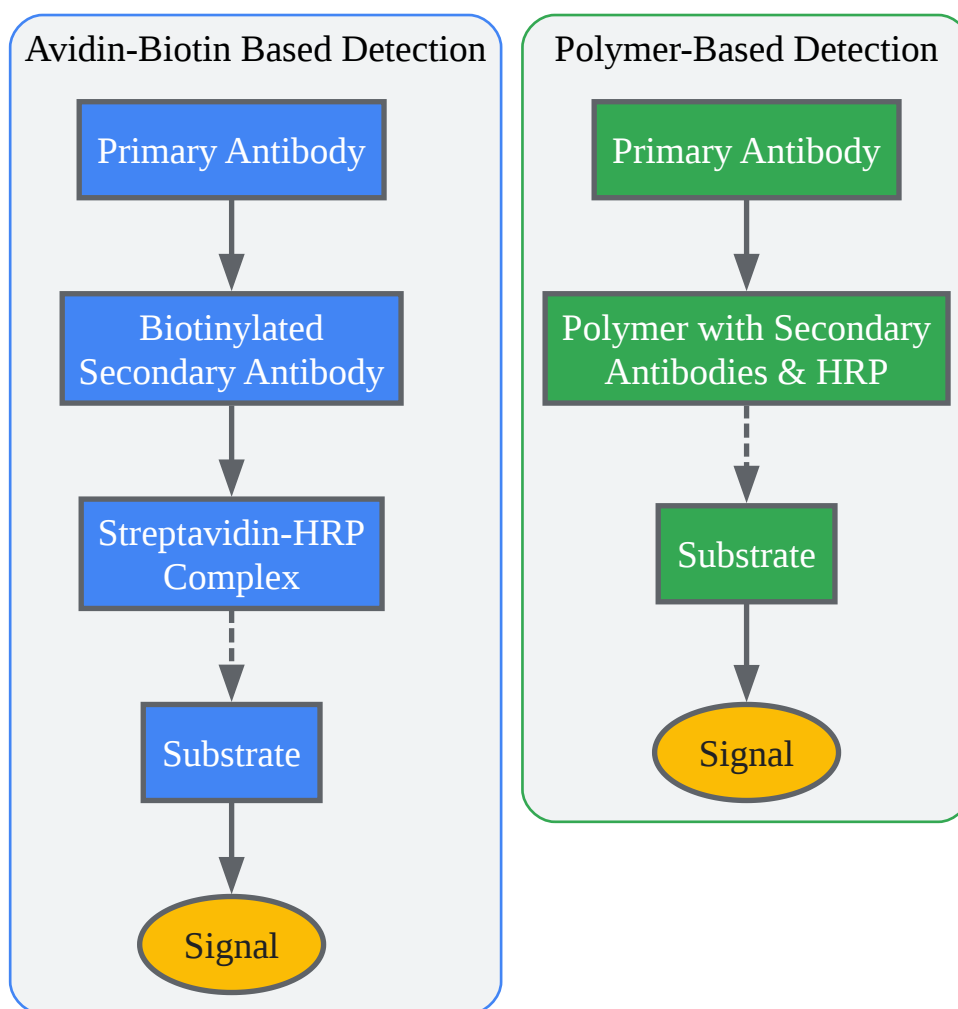 Avidin-Biotin Based Detection
Primary Antibody
Biotinylated
Secondary Antibody
Streptavidin-HRP
Complex
Substrate
Signal
Polymer-Based Detection
Primary Antibody
Polymer with Secondary
Antibodies & HRP
Substrate
Signal